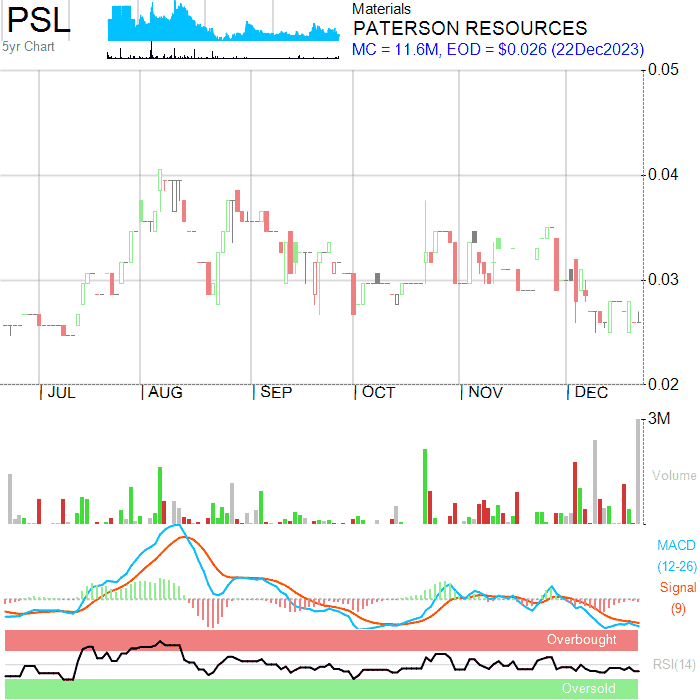 PSL
5yr Chart
Materials
PATERSON RESOURCES
MC = 11.6M, EOD = $0.026 (22Dec2023)
0.05
0.04
0.03
0.02
JUL AUG SEP OCT NOV DEC
3M
Volume
MACD
(12-26)
Signal
(9)
Overbought
RSI(14)
Oversold